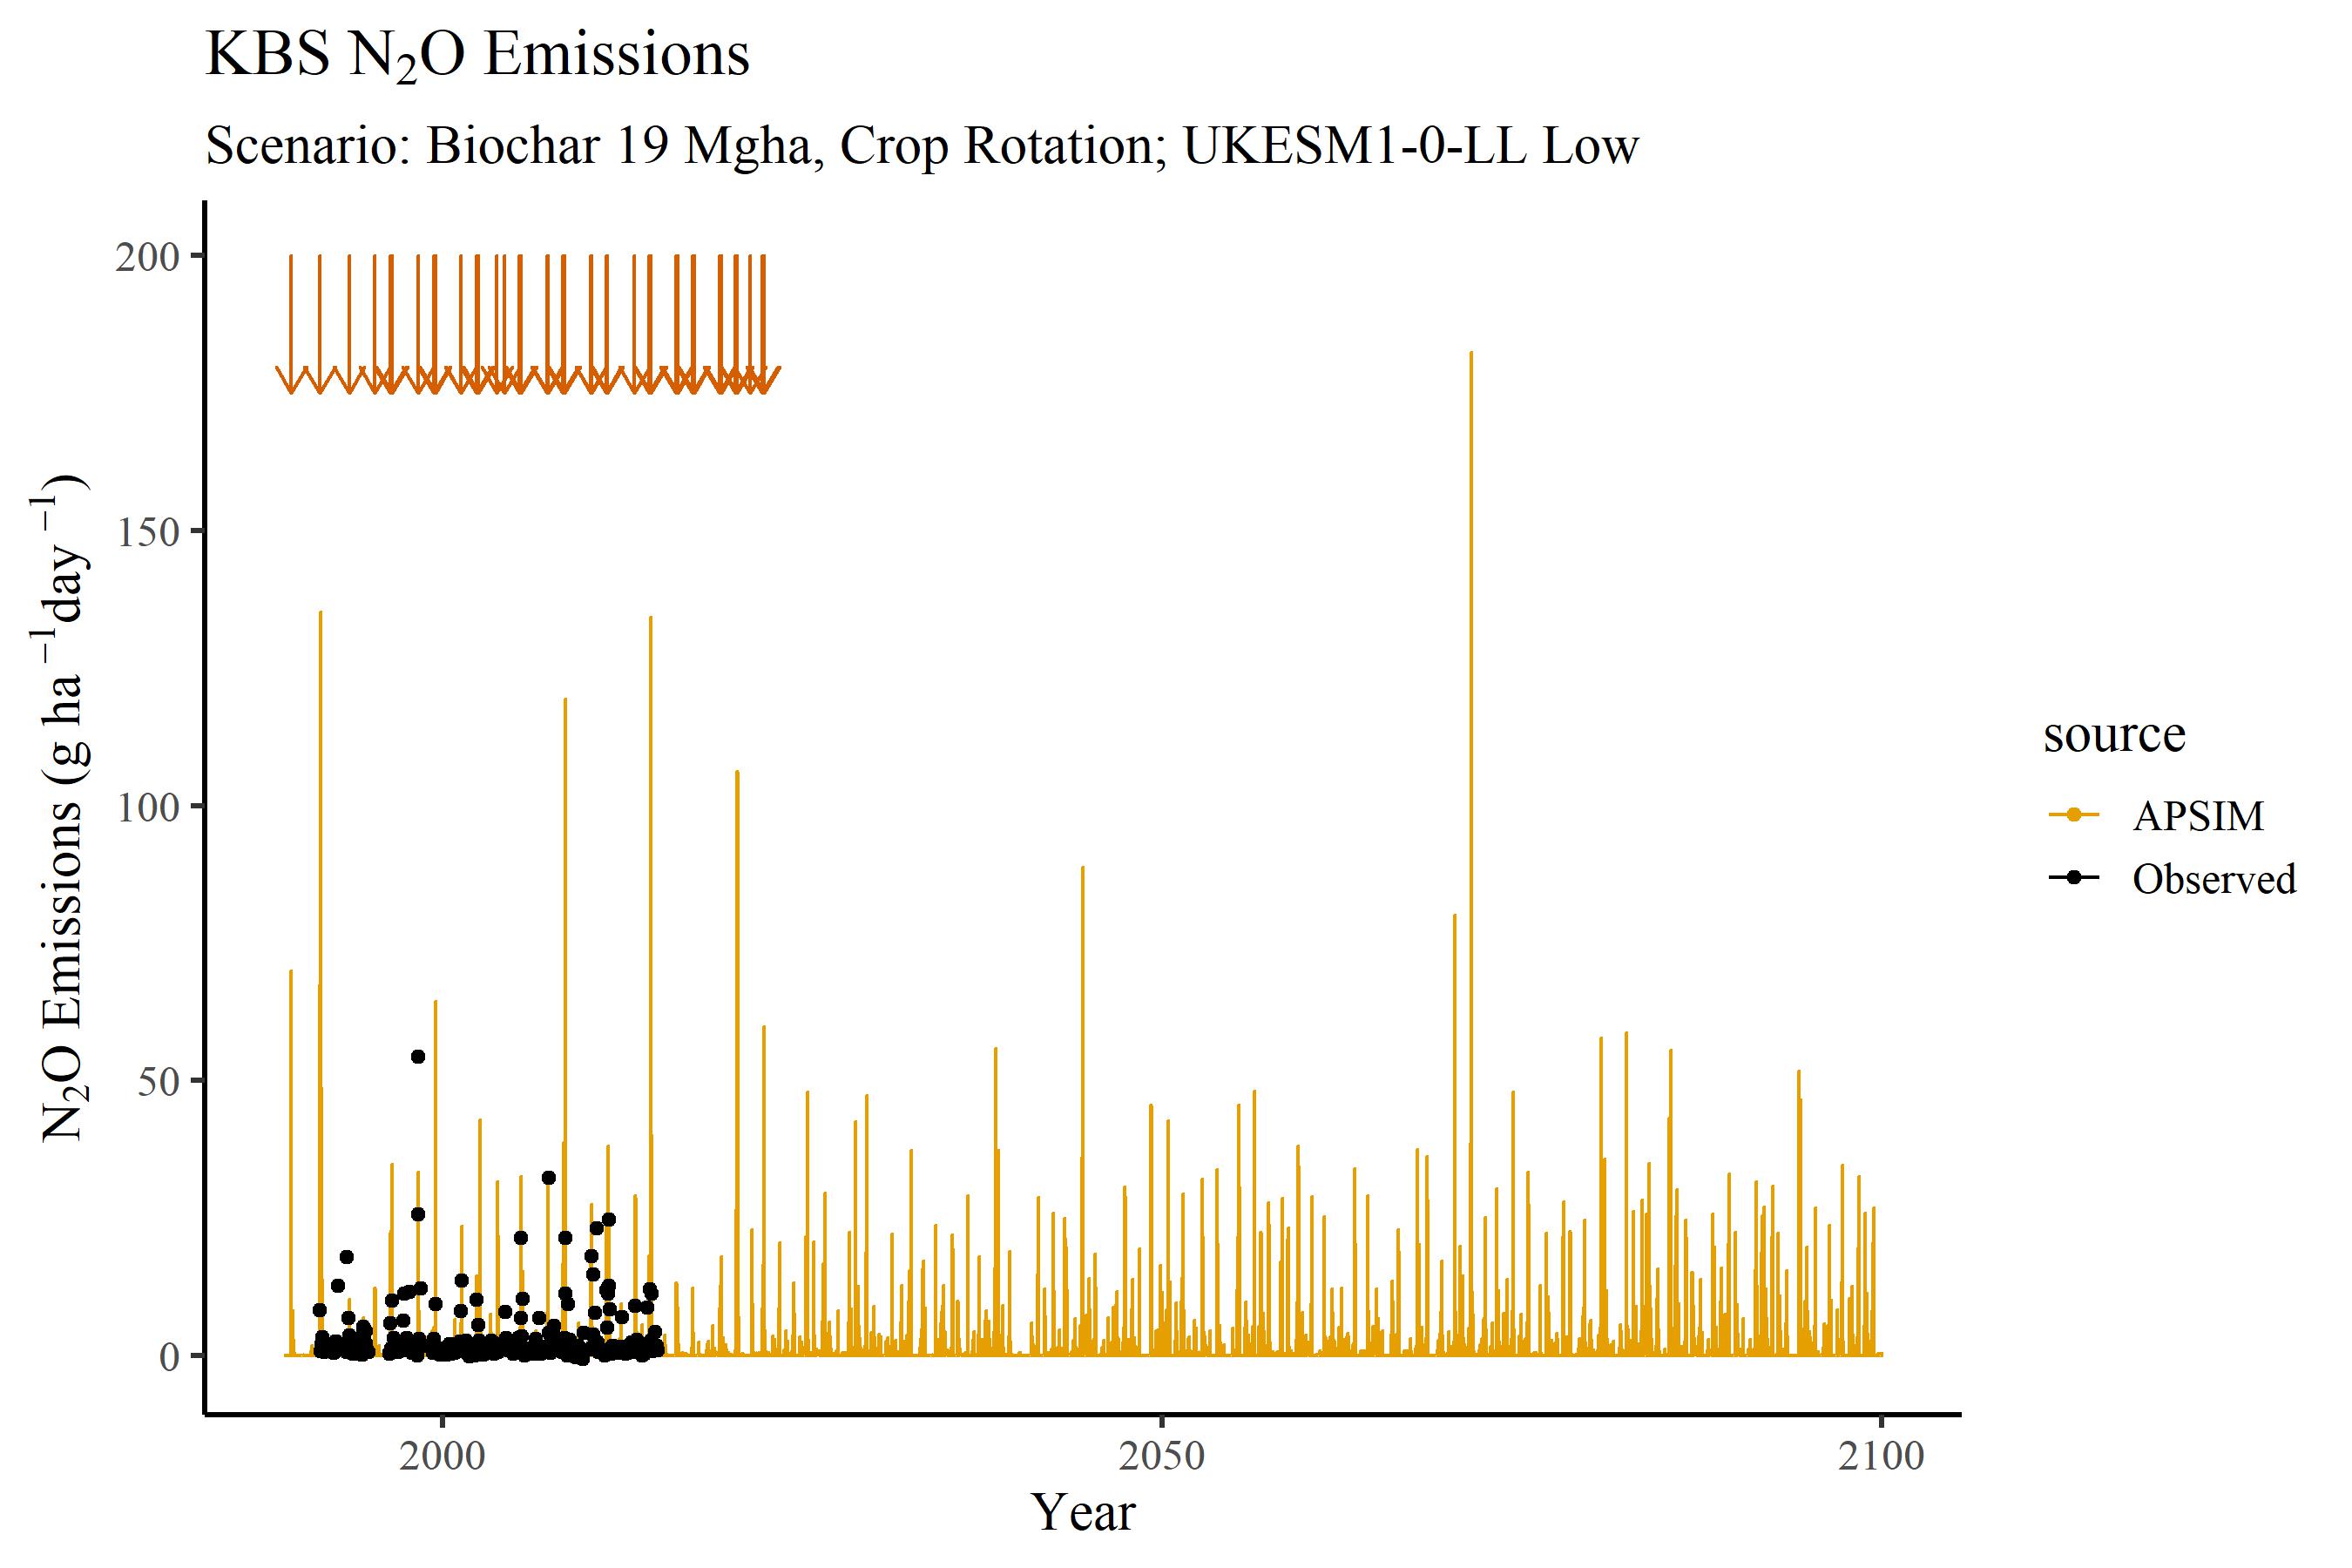 KBS N₂O Emissions
Scenario: Biochar 19 Mgha, Crop Rotation; UKESM1-0-LL Low
N₂O Emissions (g ha ⁻¹day ⁻¹)
200
150
100
50
0
2000
2050
2100
Year
source
APSIM
Observed